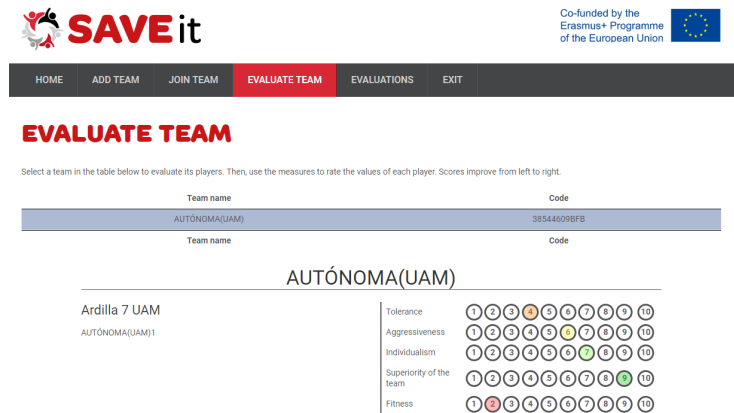 SAVE it
Co-funded by the
Erasmus+ Programme
of the European Union
HOME ADD TEAM JOIN TEAM EVALUATE TEAM EVALUATIONS EXIT
EVALUATE TEAM
Select a team in the table below to evaluate its players. Then, use the measures to rate the values of each player. Scores improve from left to right.
Team name Code
AUTÓNOMA(UAM) 38544609BFB
Team name Code
AUTÓNOMA(UAM)
Ardilla 7 UAM
AUTÓNOMA(UAM)1
Tolerance 1 2 3 4 5 6 7 8 9 10
Aggressiveness 1 2 3 4 5 6 7 8 9 10
Individualism 1 2 3 4 5 6 7 8 9 10
Superiority of the
team 1 2 3 4 5 6 7 8 9 10
Fitness 1 2 3 4 5 6 7 8 9 10